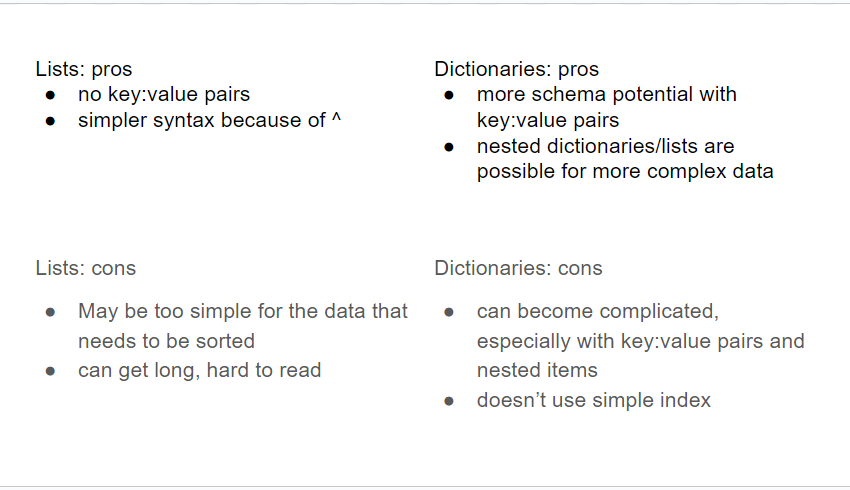 Lists: pros
● no key:value pairs
● simpler syntax because of ^
Dictionaries: pros
● more schema potential with
key:value pairs
● nested dictionaries/lists are
possible for more complex data
Lists: cons
● May be too simple for the data that
needs to be sorted
● can get long, hard to read
Dictionaries: cons
● can become complicated,
especially with key:value pairs and
nested items
● doesn’t use simple index